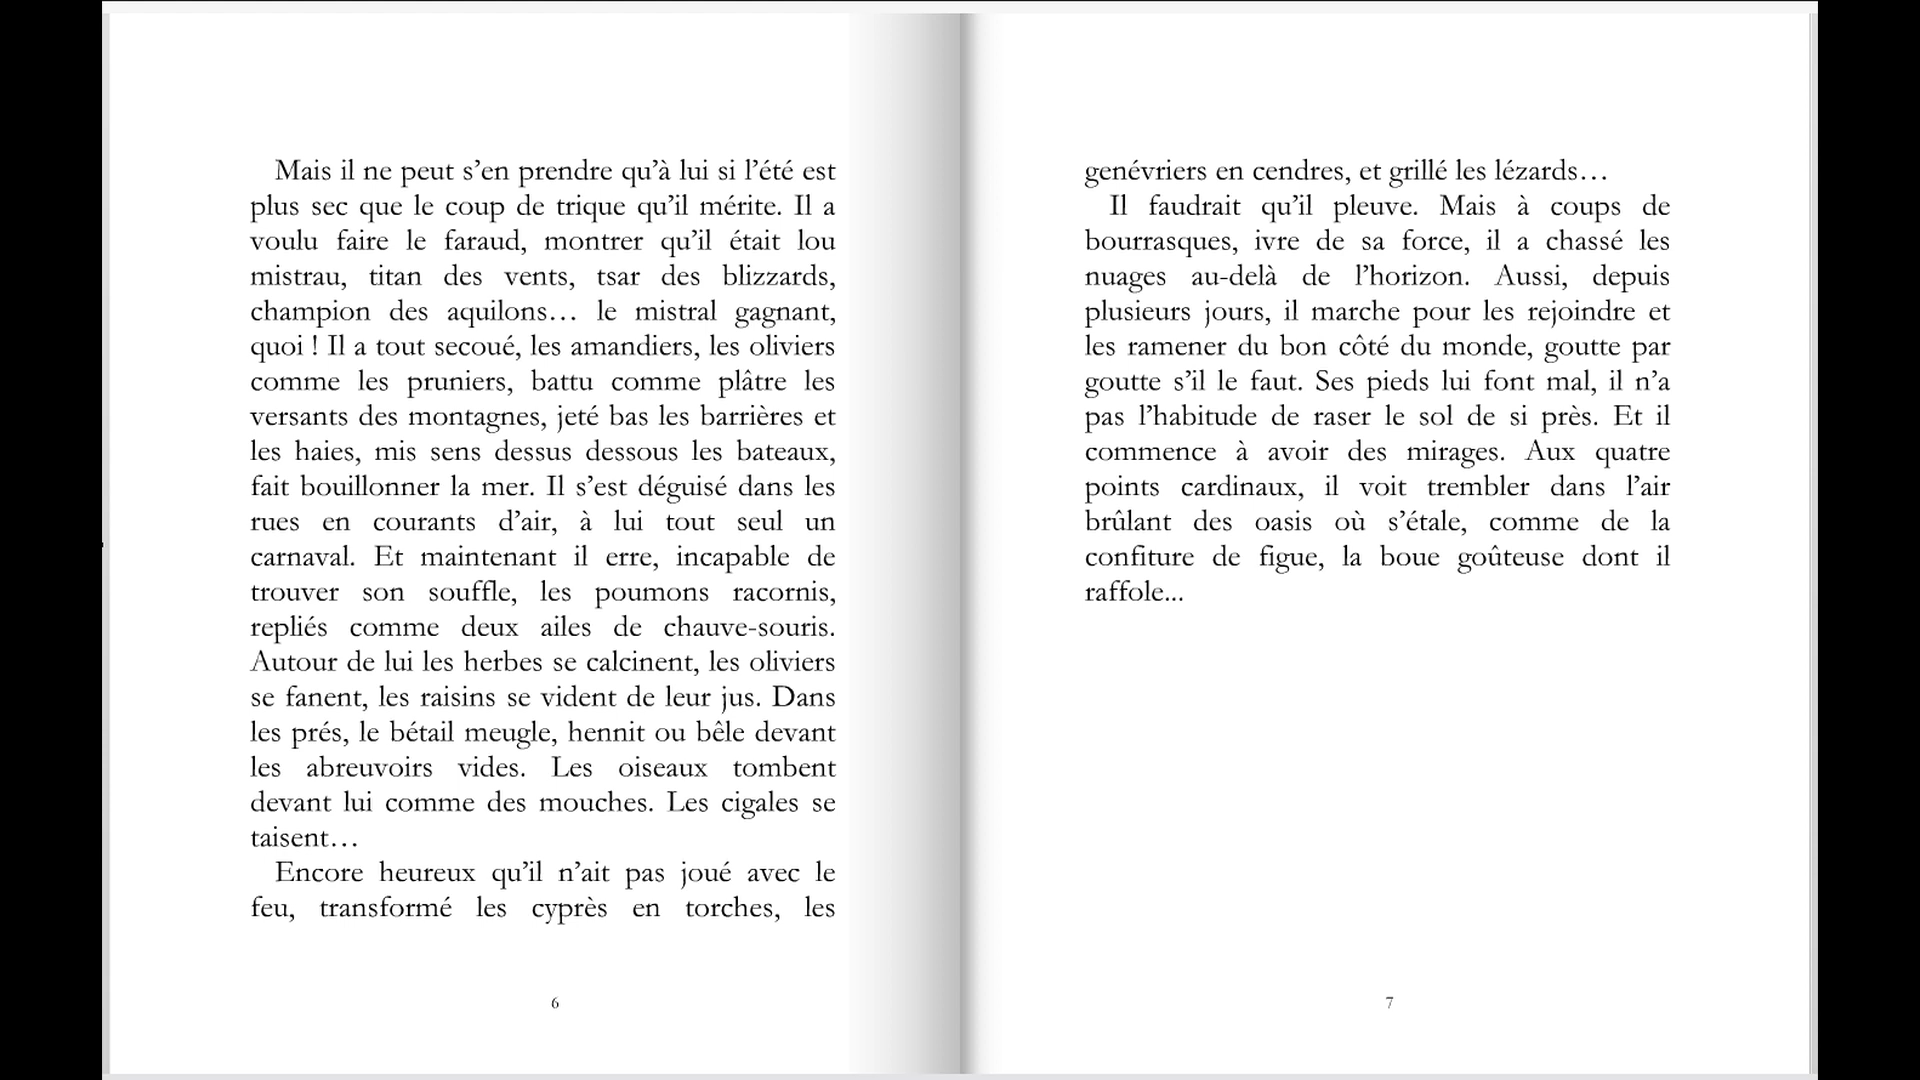 Mais il ne peut s’en prendre qu’à lui si l’été est
plus sec que le coup de trique qu’il mérite. Il a
voulu faire le faraud, montrer qu’il était lou
mistrau, titan des vents, tsar des blizzards,
champion des aquilons… le mistral gagnant,
quoi ! Il a tout secoué, les amandiers, les oliviers
comme les pruniers, battu comme plâtre les
versants des montagnes, jeté bas les barrières et
les haies, mis sens dessus dessous les bateaux,
fait bouillonner la mer. Il s’est déguisé dans les
rues en courants d’air, à lui tout seul un
carnaval. Et maintenant il erre, incapable de
trouver son souffle, les poumons racornis,
repliés comme deux ailes de chauve-souris.
Autour de lui les herbes se calcinent, les oliviers
se fanent, les raisins se vident de leur jus. Dans
les prés, le bétail meugle, hennit ou bêle devant
les abreuvoirs vides. Les oiseaux tombent
devant lui comme des mouches. Les cigales se
taisent…
Encore heureux qu’il n’ait pas joué avec le
feu, transformé les cyprès en torches, les
6
genévriers en cendres, et grillé les lézards…
Il faudrait qu’il pleuve. Mais à coups de
bourrasques, ivre de sa force, il a chassé les
nuages au-delà de l’horizon. Aussi, depuis
plusieurs jours, il marche pour les rejoindre et
les ramener du bon côté du monde, goutte par
goutte s’il le faut. Ses pieds lui font mal, il n’a
pas l’habitude de raser le sol de si près. Et il
commence à avoir des mirages. Aux quatre
points cardinaux, il voit trembler dans l’air
brûlant des oasis où s’étale, comme de la
confiture de figue, la boue goûteuse dont il
raffole...
7